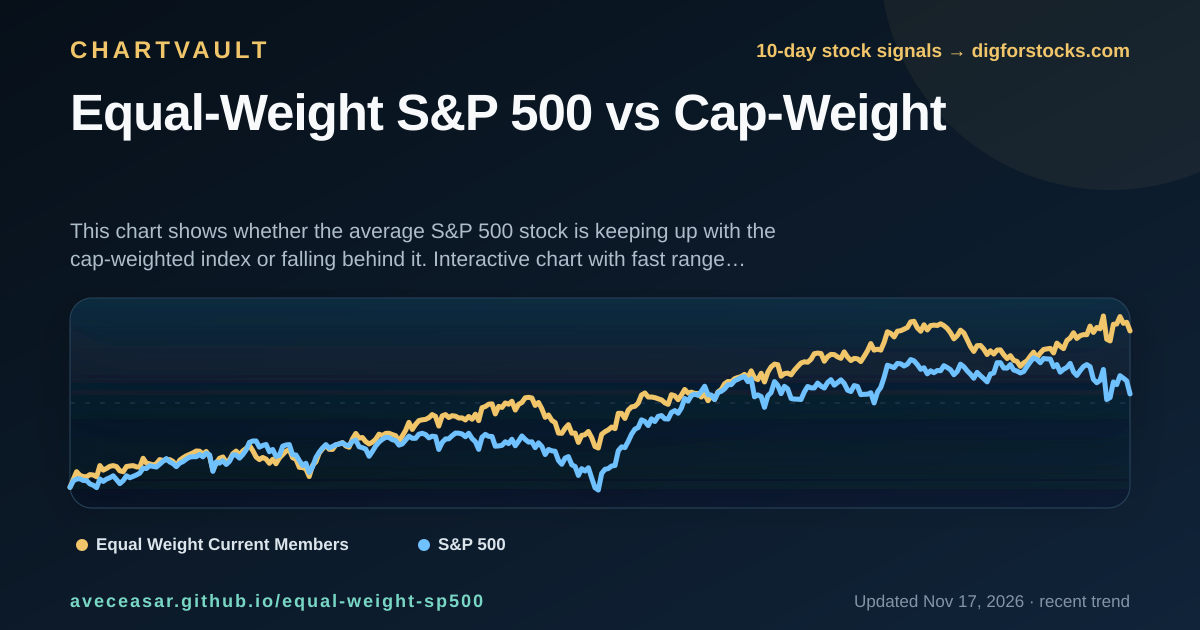 CHARTVAULT
10-day stock signals → digforstocks.com
Equal-Weight S&P 500 vs Cap-Weight
This chart shows whether the average S&P 500 stock is keeping up with the
cap-weighted index or falling behind it. Interactive chart with fast range…
Equal Weight Current Members
S&P 500
aveceasar.github.io/equal-weight-sp500
Updated Nov 17, 2026 · recent trend